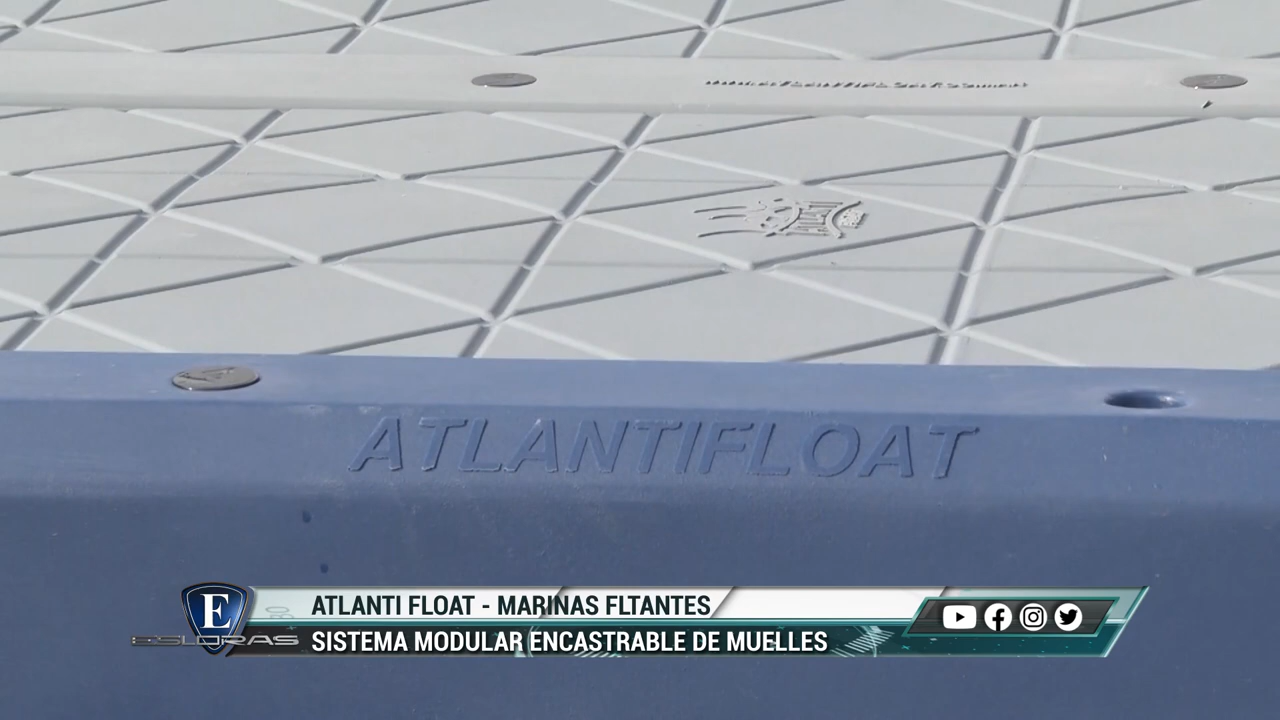 ATLANTIFLOAT
E
ESLORAS
ATLANTI FLOAT - MARINAS FLTANTES
SISTEMA MODULAR ENCASTRABLE DE MUELLES